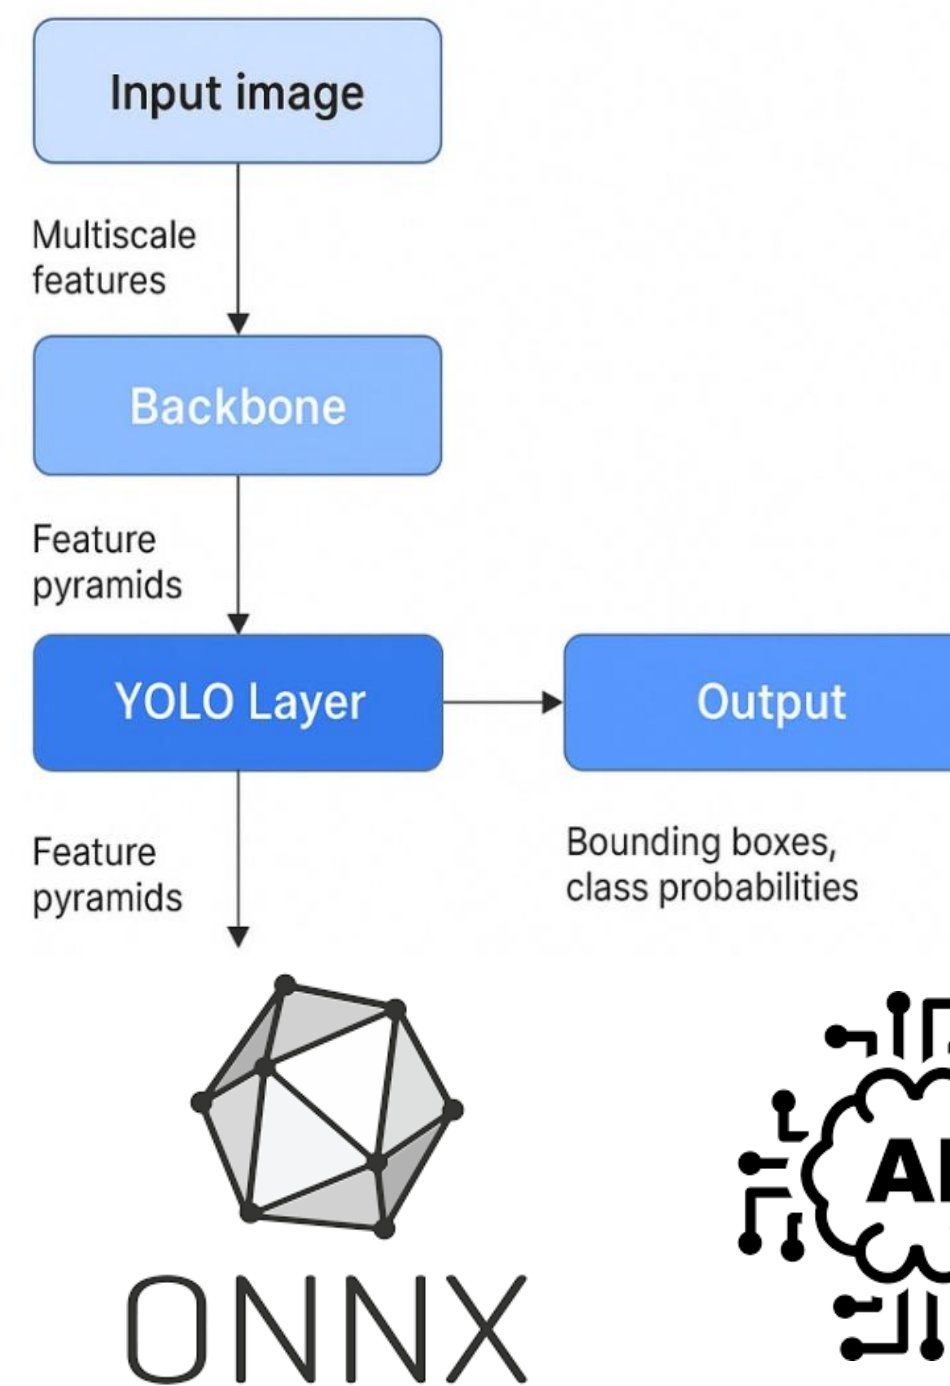 Input image
Multiscale
features
Backbone
Feature
pyramids
YOLO Layer
Output
Feature
pyramids
Bounding boxes,
class probabilities
ONNX